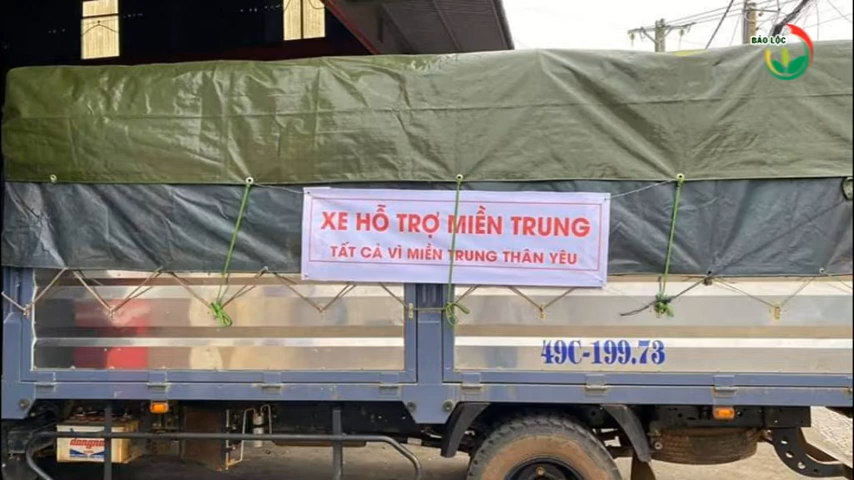 BẢO LỘC
XE HỖ TRỢ MIỀN TRUNG
TẤT CẢ VÌ MIỀN TRUNG THÂN YÊU
49C-199.73